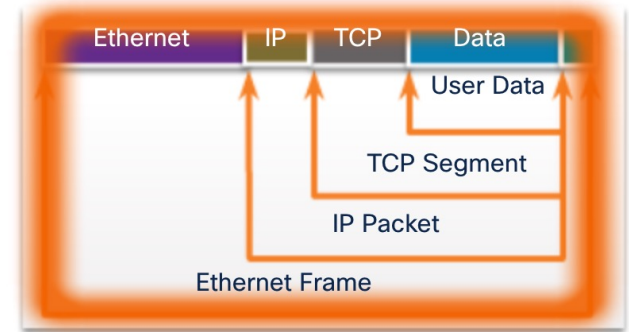 Ethernet IP TCP Data
User Data
TCP Segment
IP Packet
Ethernet Frame